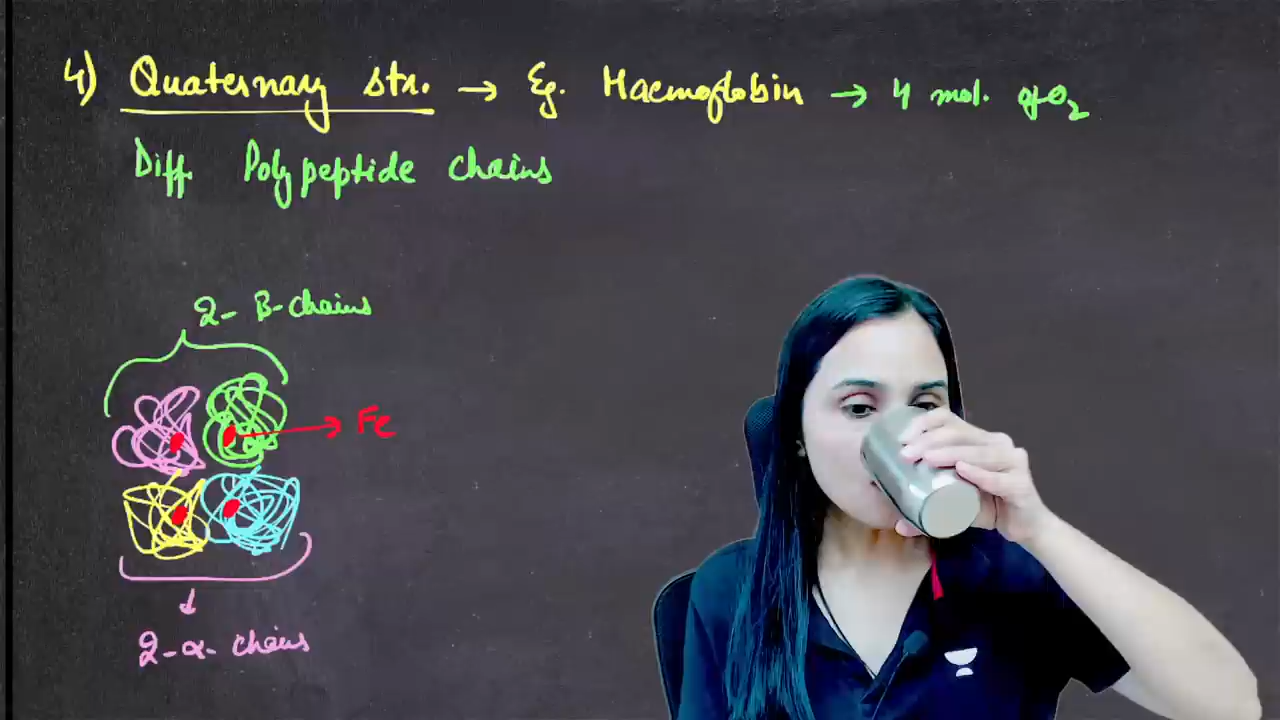 4) Quaternary str. → Eg. Haemoglobin → 4 mol. of O2
Diff. Polypeptide chains
2- β-chains
Fe
2-α- chains